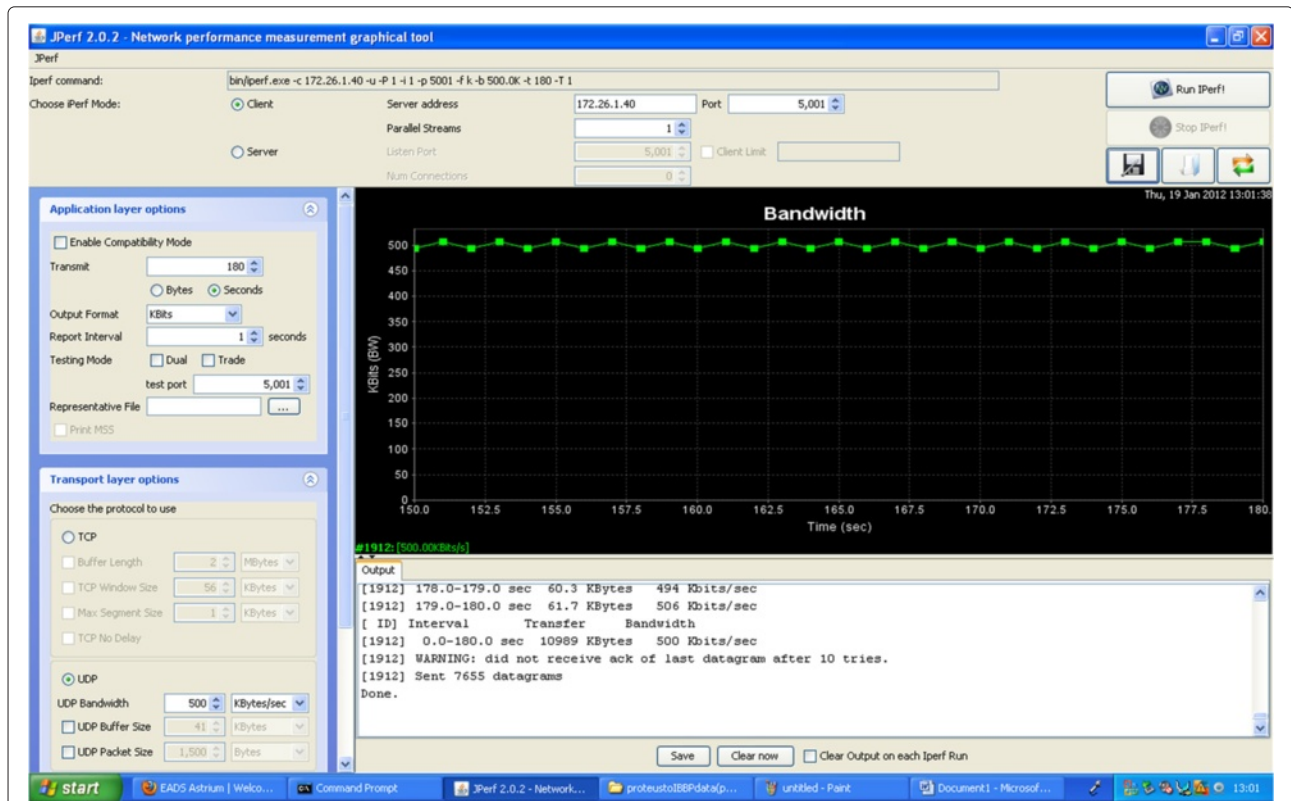 JPerf 2.0.2 - Network performance measurement graphical tool
JPerf
Iperf command: bin/iperf.exe -c 172.26.1.40 -u -P 1 -i 1 -p 5001 -f k -b 500.0K -t 180 -T 1
Choose iPerf Mode: Client Server address 172.26.1.40 Port 5,001
Parallel Streams 1
Server Listen Port 5,001 Client Limit
Num Connections 0
Run IPerf!
Stop IPerf!
Application layer options
Enable Compatibility Mode
Transmit 180
Bytes Seconds
Output Format KBits
Report Interval 1 seconds
Testing Mode Dual Trade
test port 5,001
Representative File ...
Print MSS
Transport layer options
Choose the protocol to use
TCP
Buffer Length 2 MBytes
TCP Window Size 56 KBytes
Max Segment Size 1 KBytes
TCP No Delay
UDP
UDP Bandwidth 500 KBytes/sec
UDP Buffer Size 41 KBytes
UDP Packet Size 1,500 Bytes
Thu, 19 Jan 2012 13:01:38
Bandwidth
KBits (BW)
500
450
400
350
300
250
200
150
100
50
0
150.0 152.5 155.0 157.5 160.0 162.5 165.0 167.5 170.0 172.5 175.0 177.5 180.
Time (sec)
#1912: [500.00KBits/s]
Output
[1912] 178.0-179.0 sec 60.3 KBytes 494 Kbits/sec
[1912] 179.0-180.0 sec 61.7 KBytes 506 Kbits/sec
[ ID] Interval Transfer Bandwidth
[1912] 0.0-180.0 sec 10989 KBytes 500 Kbits/sec
[1912] WARNING: did not receive ack of last datagram after 10 tries.
[1912] Sent 7655 datagrams
Done.
Save Clear now Clear Output on each Iperf Run
start EADS Astrium | Welco... Command Prompt JPerf 2.0.2 - Network... proteustoIBBPdata(p... untitled - Paint Document1 - Microsof... 13:01